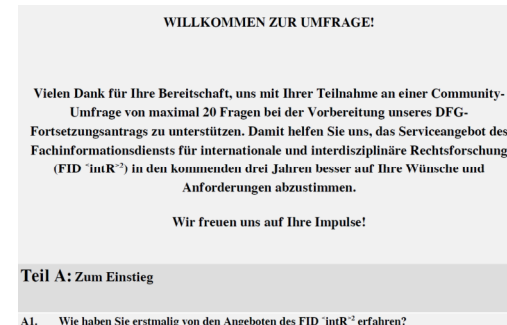 WILLKOMMEN ZUR UMFRAGE!
Vielen Dank für Ihre Bereitschaft, uns mit Ihrer Teilnahme an einer Community-
Umfrage von maximal 20 Fragen bei der Vorbereitung unseres DFG-
Fortsetzungsantrags zu unterstützen. Damit helfen Sie uns, das Serviceangebot des
Fachinformationsdiensts für internationale und interdisziplinäre Rechtsforschung
(FID ˂intR˃²) in den kommenden drei Jahren besser auf Ihre Wünsche und
Anforderungen abzustimmen.
Wir freuen uns auf Ihre Impulse!
Teil A: Zum Einstieg
A1. Wie haben Sie erstmalig von den Angeboten des FID ˂intR˃² erfahren?